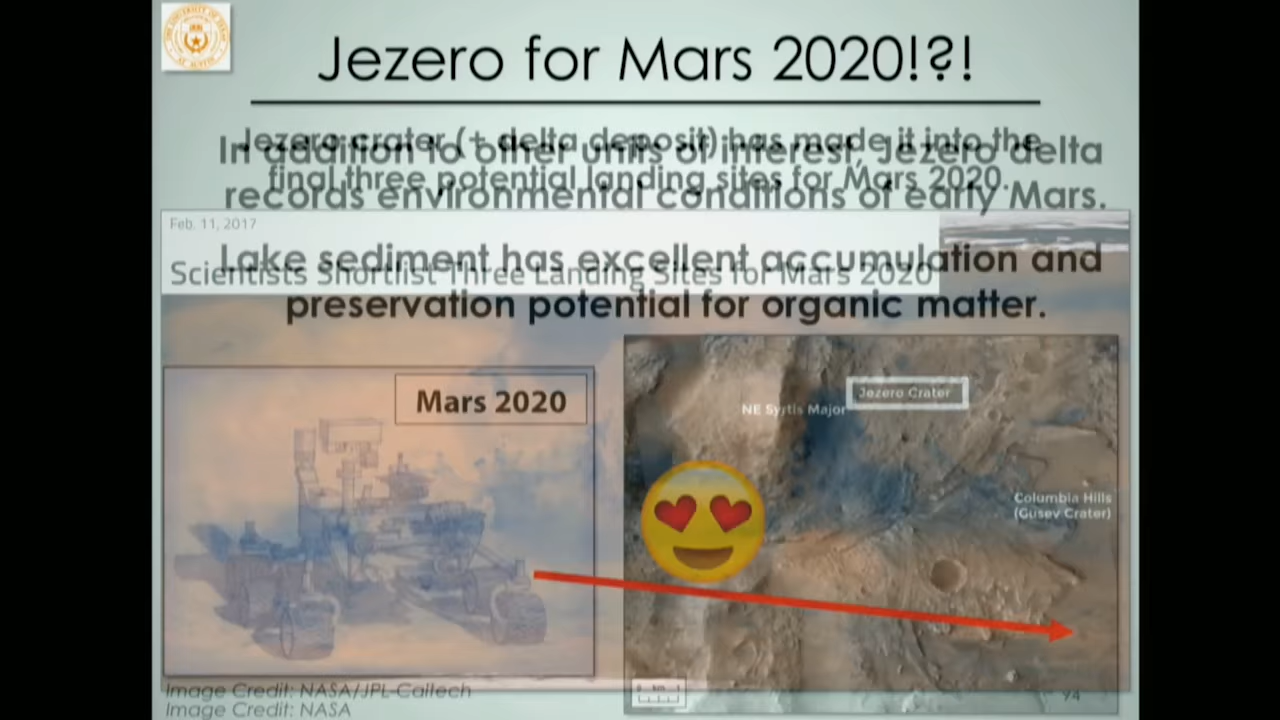 Jezero for Mars 2020!?!
Jezero crater (+ delta deposit) has made it into the
final three potential landing sites for Mars 2020.
In addition to other units of interest, Jezero delta
records environmental conditions of early Mars.
Feb. 11, 2017
Scientists Shortlist Three Landing Sites for Mars 2020
Lake sediment has excellent accumulation and
preservation potential for organic matter.
Mars 2020
Jezero Crater
NE Syrtis Major
Columbia Hills
(Gusev Crater)
Image Credit: NASA/JPL-Caltech
Image Credit: NASA
94